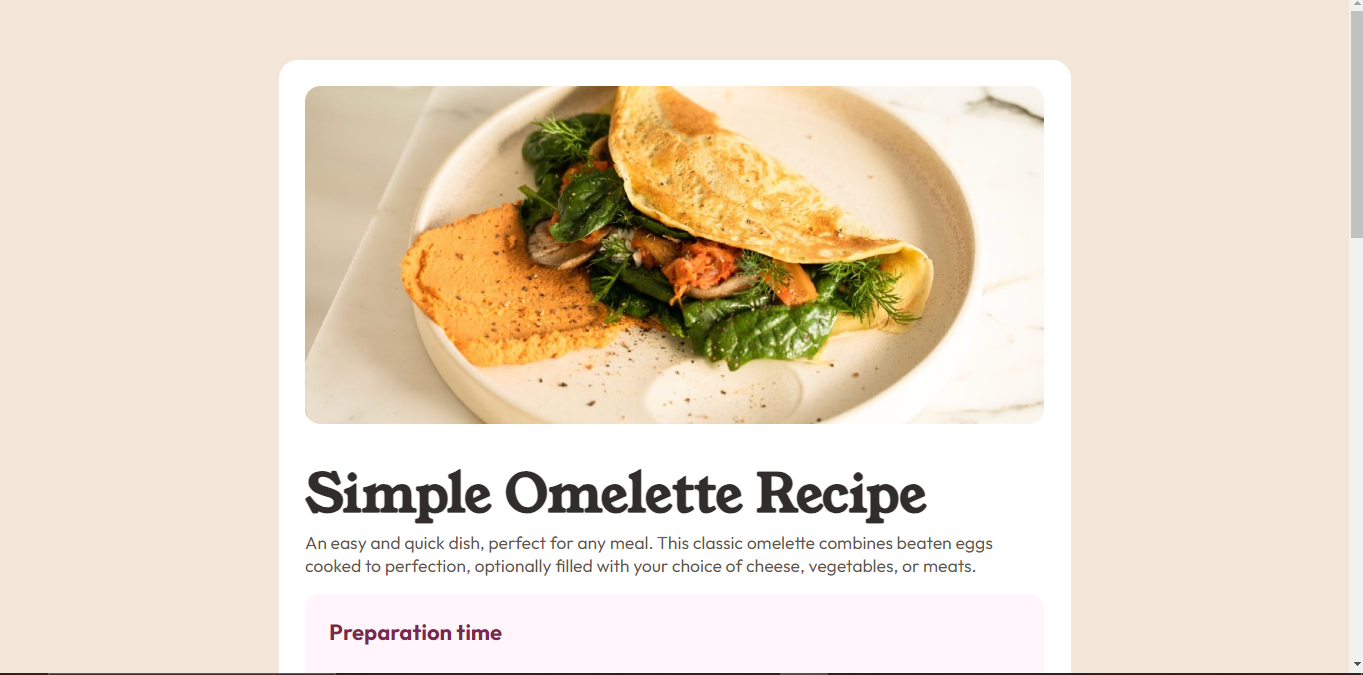 Simple Omelette Recipe
An easy and quick dish, perfect for any meal. This classic omelette combines beaten eggs
cooked to perfection, optionally filled with your choice of cheese, vegetables, or meats.
Preparation time